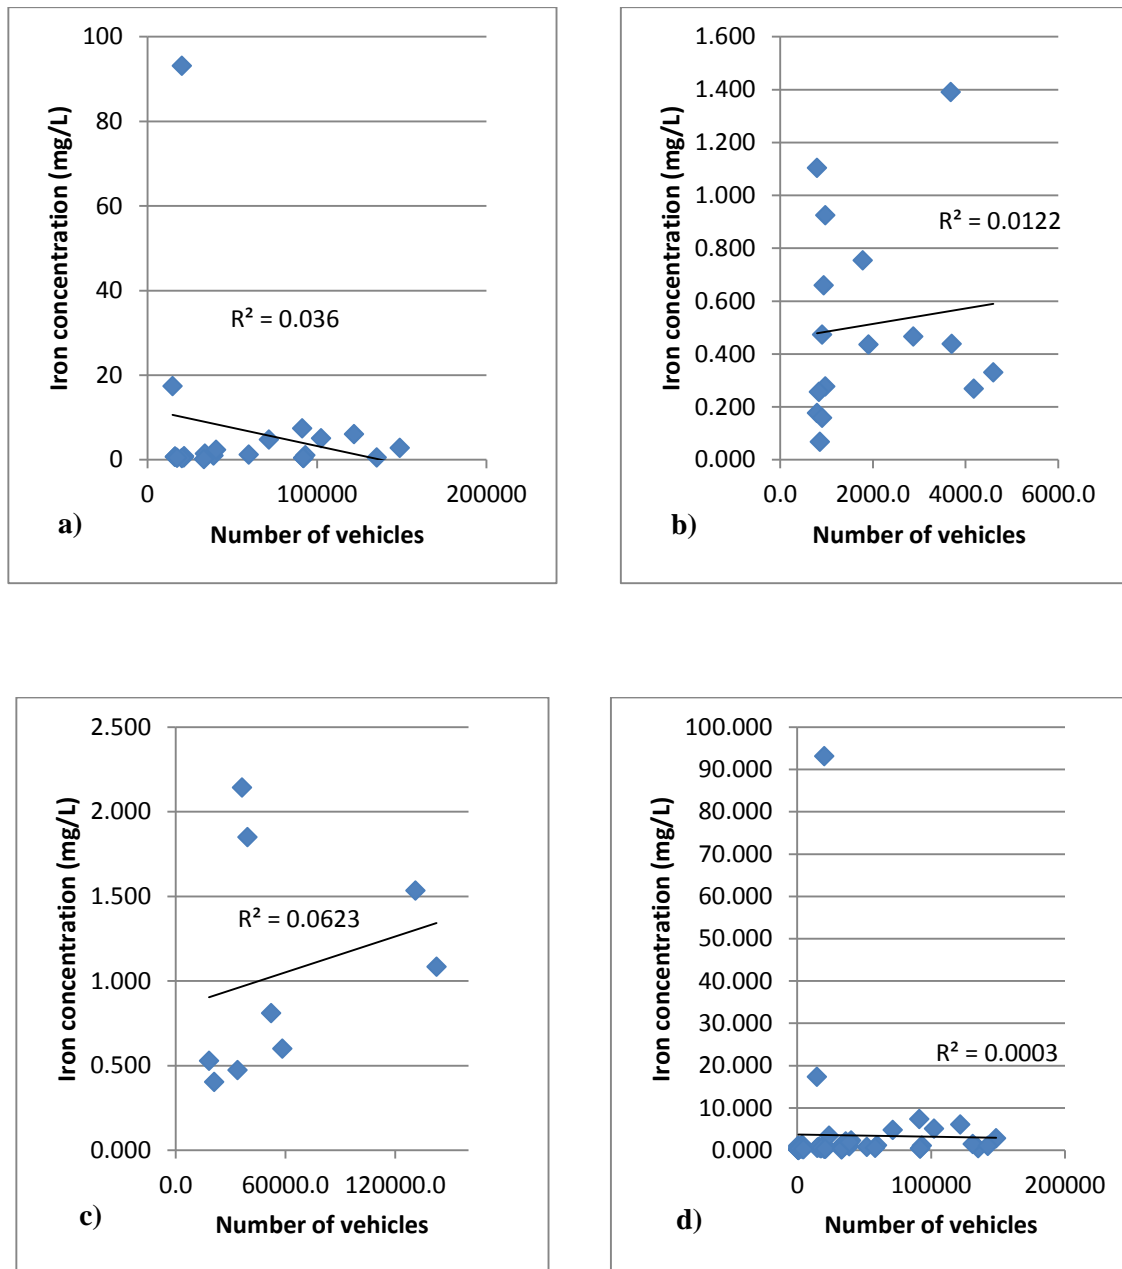 100
80
60
40
20
0
Iron concentration (mg/L)
R² = 0.036
0 100000 200000
Number of vehicles
a)
1.600
1.400
1.200
1.000
0.800
0.600
0.400
0.200
0.000
Iron concentration (mg/L)
R² = 0.0122
0.0 2000.0 4000.0 6000.0
Number of vehicles
b)
2.500
2.000
1.500
1.000
0.500
0.000
Iron concentration (mg/L)
R² = 0.0623
0.0 60000.0 120000.0
Number of vehicles
c)
100.000
90.000
80.000
70.000
60.000
50.000
40.000
30.000
20.000
10.000
0.000
Iron concentration (mg/L)
R² = 0.0003
0 100000 200000
Number of vehicles
d)